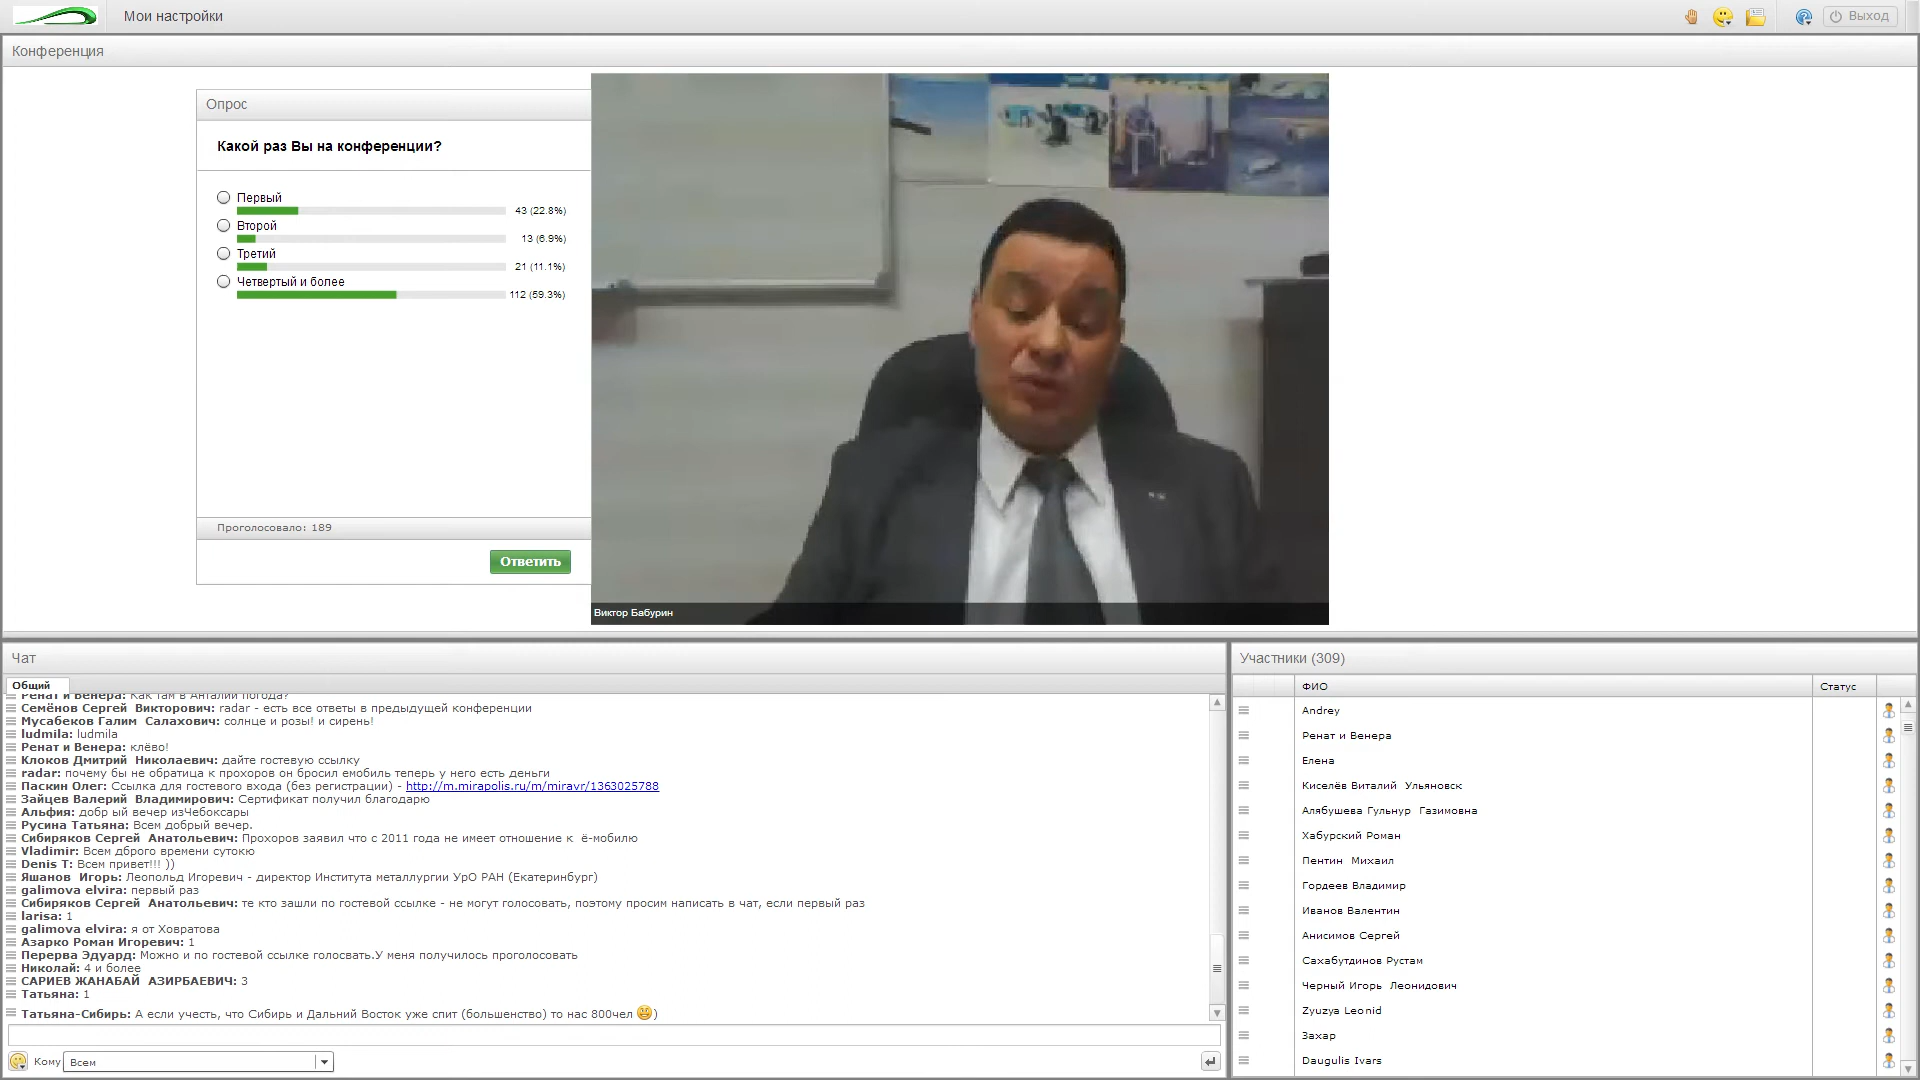 Мои настройки
Выход
Конференция
Опрос
Какой раз Вы на конференции?
Первый
43 (22.8%)
Второй
13 (6.9%)
Третий
21 (11.1%)
Четвертый и более
112 (59.3%)
Проголосовало: 189
Ответить
Виктор Бабурин
Чат
Общий
Ренат и Венера: Как там в Анталии погода?
Семёнов Сергей Викторович: radar - есть все ответы в предыдущей конференции
Мусабеков Галим Салахович: солнце и розы! и сирень!
ludmila: ludmila
Ренат и Венера: клёво!
Клоков Дмитрий Николаевич: дайте гостевую ссылку
radar: почему бы не обратица к прохоров он бросил емобиль теперь у него есть деньги
Паскин Олег: Ссылка для гостевого входа (без регистрации) - http://m.mirapolis.ru/m/miravr/1363025788
Зайцев Валерий Владимирович: Сертификат получил благодарю
Альфия: добр ый вечер изЧебоксары
Русина Татьяна: Всем добрый вечер.
Сибиряков Сергей Анатольевич: Прохоров заявил что с 2011 года не имеет отношение к ё-мобилю
Vladimir: Всем дброго времени сутокю
Denis T: Всем привет!!! ))
Яшанов Игорь: Леопольд Игоревич - директор Института металлургии УрО РАН (Екатеринбург)
galimova elvira: первый раз
Сибиряков Сергей Анатольевич: те кто зашли по гостевой ссылке - не могут голосовать, поэтому просим написать в чат, если первый раз
larisa: 1
galimova elvira: я от Ховратова
Азарко Роман Игоревич: 1
Перерва Эдуард: Можно и по гостевой ссылке голосвать.У меня получилось проголосовать
Николай: 4 и более
САРИЕВ ЖАНАБАЙ АЗИРБАЕВИЧ: 3
Татьяна: 1
Татьяна-Сибирь: А если учесть, что Сибирь и Дальний Восток уже спит (большенство) то нас 800чел )
Кому
Всем
Участники (309)
ФИО
Статус
Andrey
Ренат и Венера
Елена
Киселёв Виталий Ульяновск
Алябушева Гульнур Газимовна
Хабурский Роман
Пентин Михаил
Гордеев Владимир
Иванов Валентин
Анисимов Сергей
Сахабутдинов Рустам
Черный Игорь Леонидович
Zyuzya Leonid
Захар
Daugulis Ivars